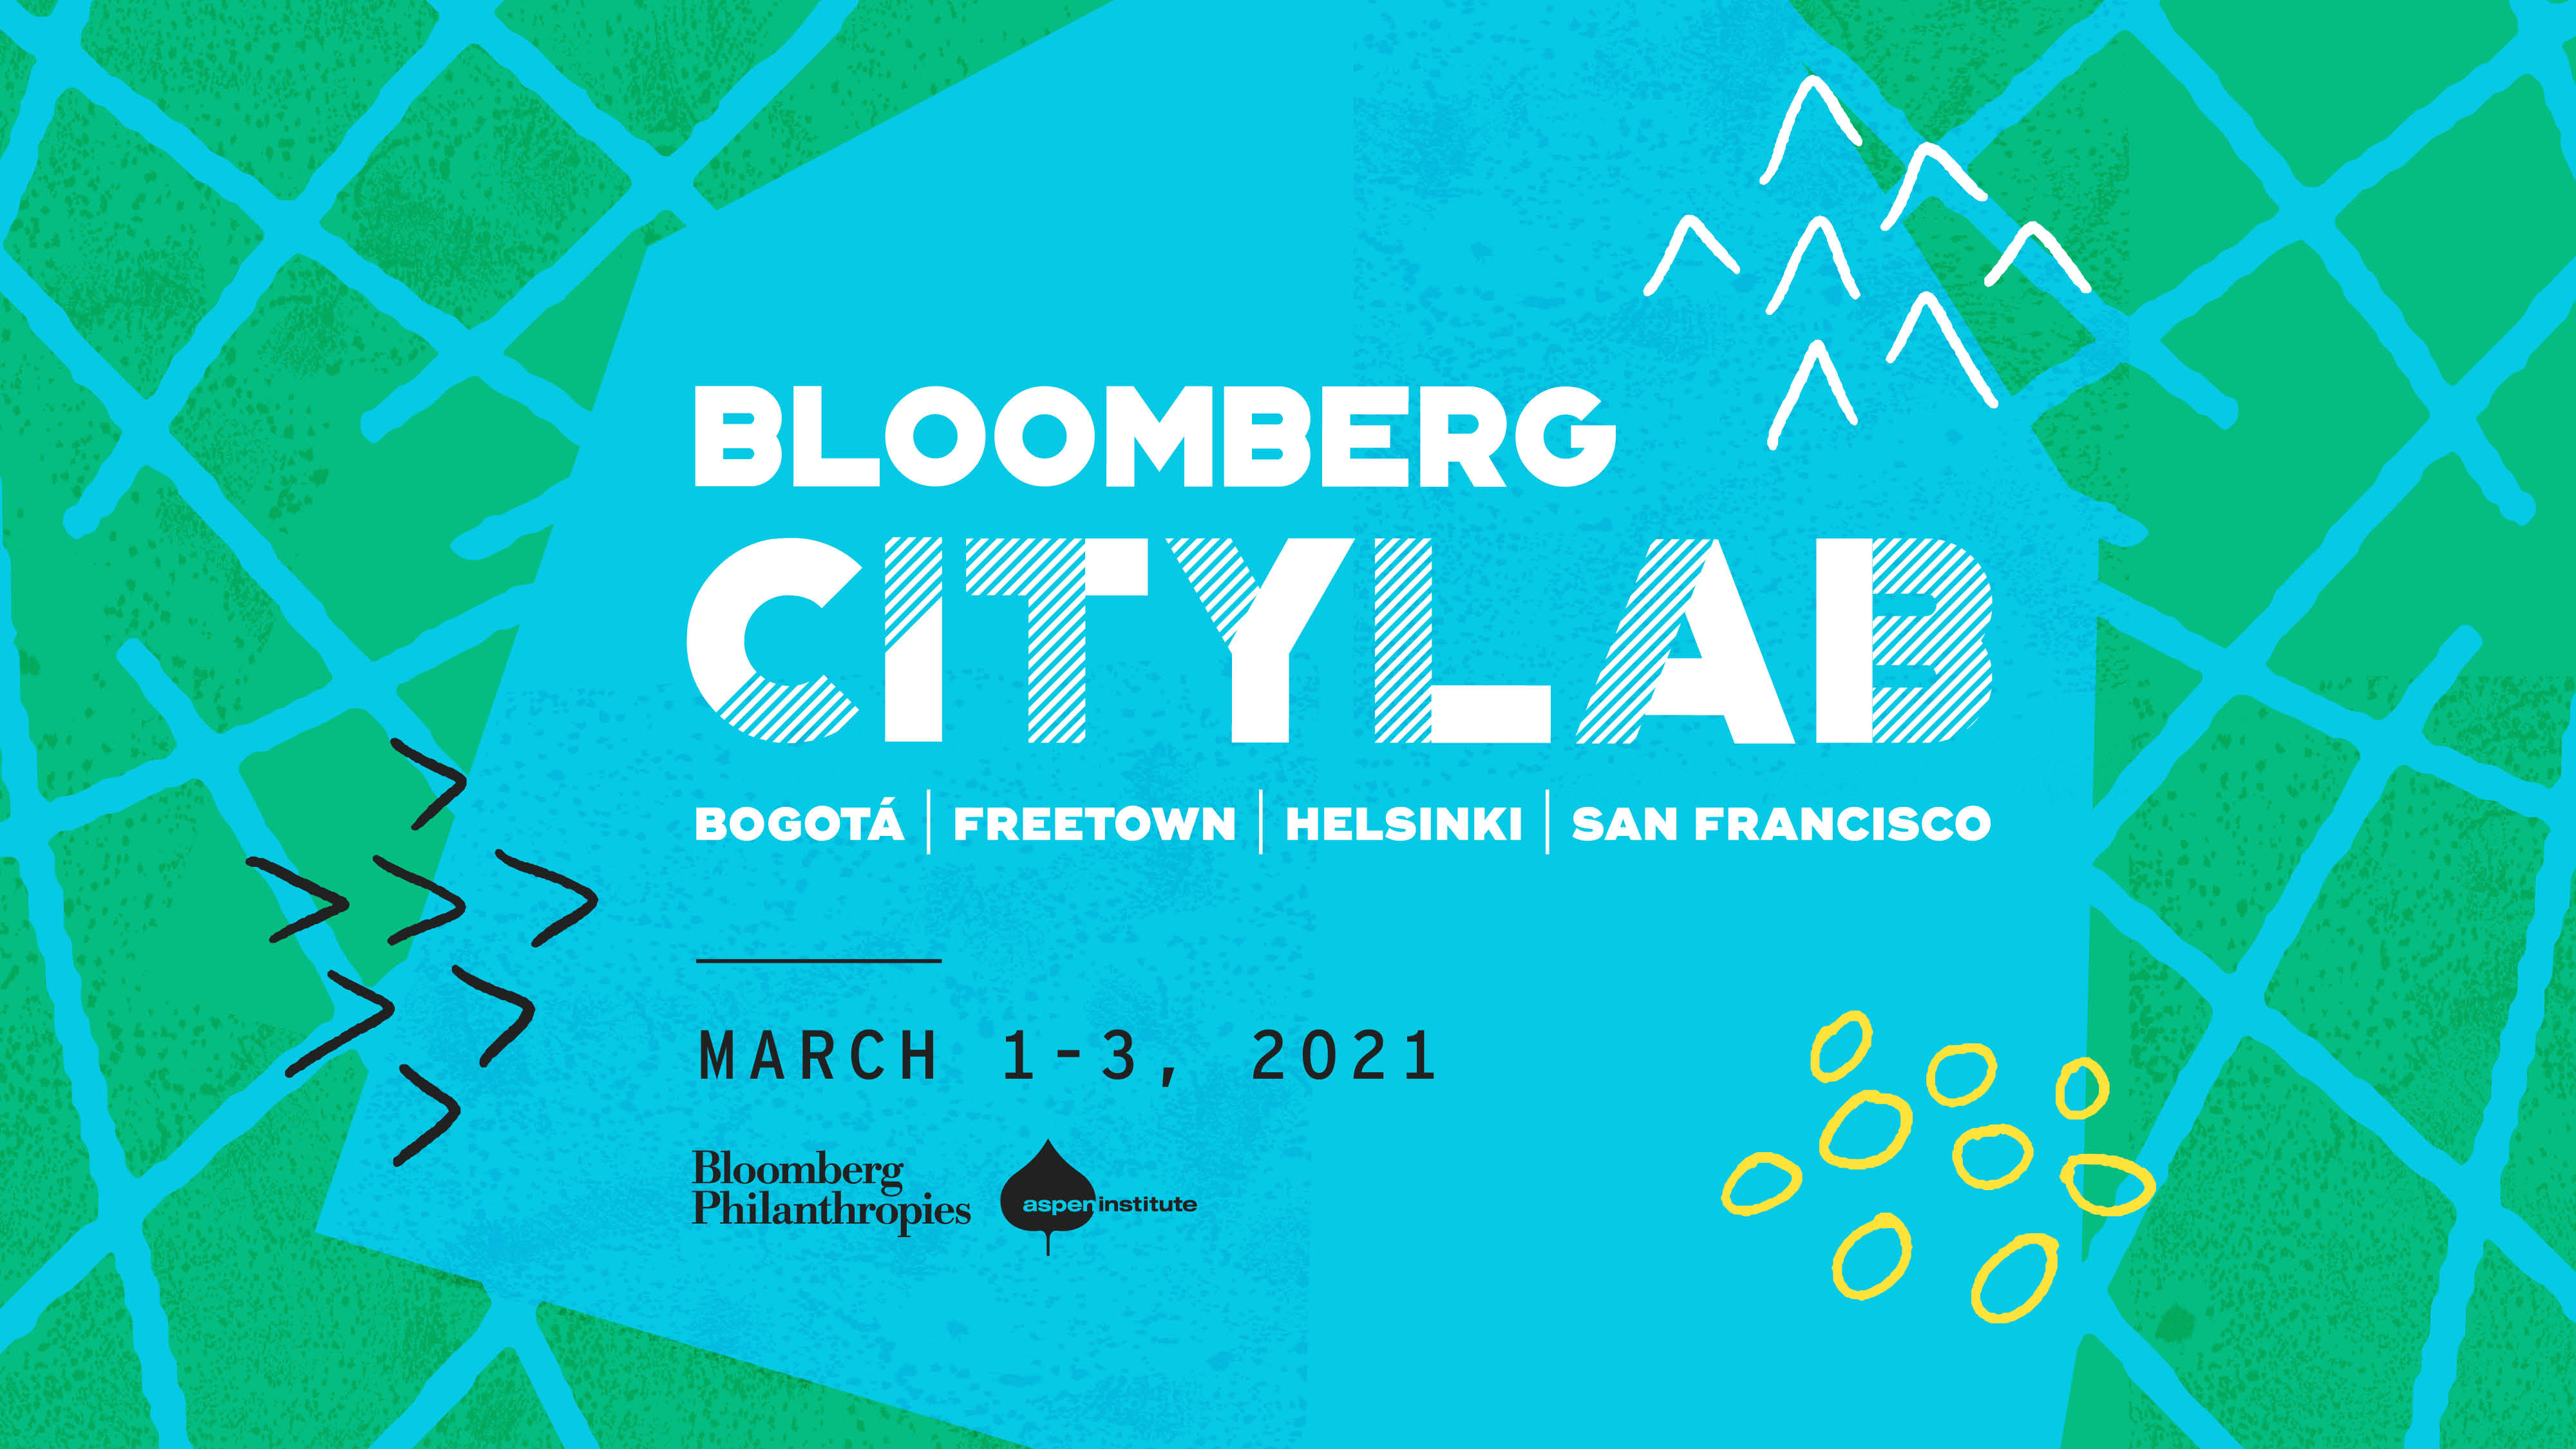 BLOOMBERG
CITYLAB
BOGOTÁ | FREETOWN | HELSINKI | SAN FRANCISCO
MARCH 1-3, 2021
Bloomberg
Philanthropies
aspen institute